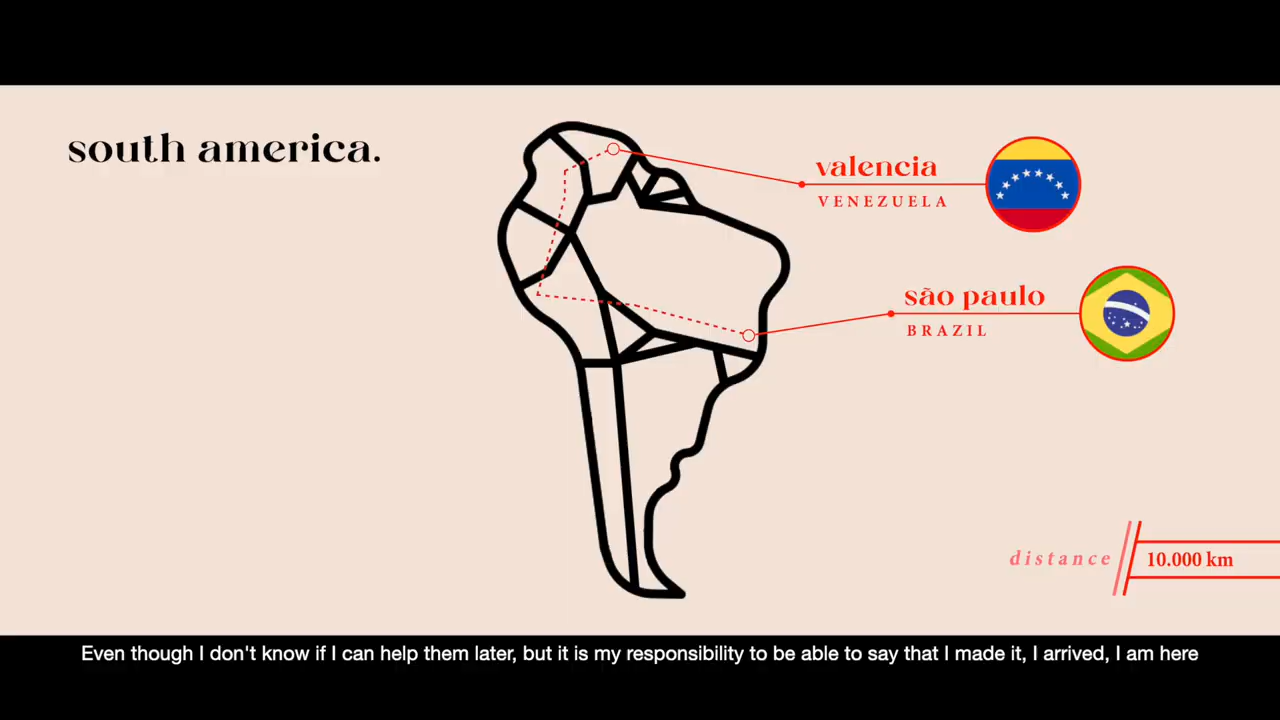 south america.
valencia
VENEZUELA
são paulo
BRAZIL
distance
10.000 km
Even though I don't know if I can help them later, but it is my responsibility to be able to say that I made it, I arrived, I am here